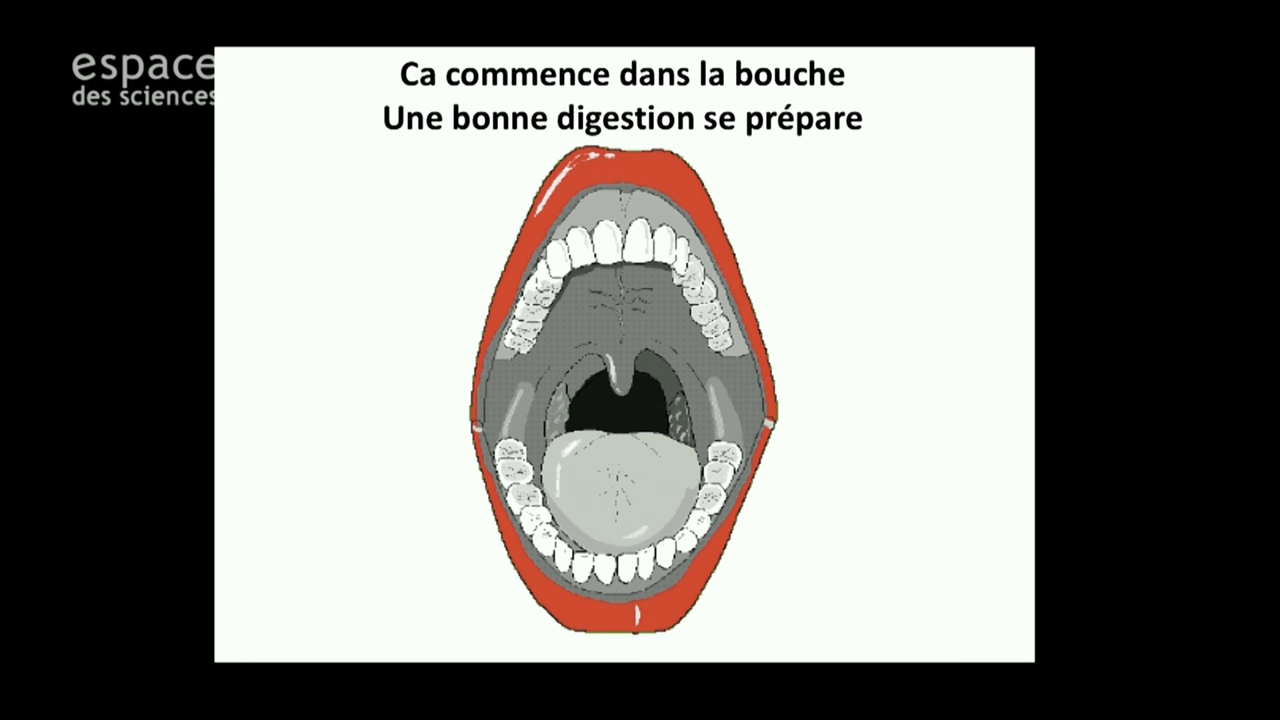 espace
des sciences
Ca commence dans la bouche
Une bonne digestion se prépare